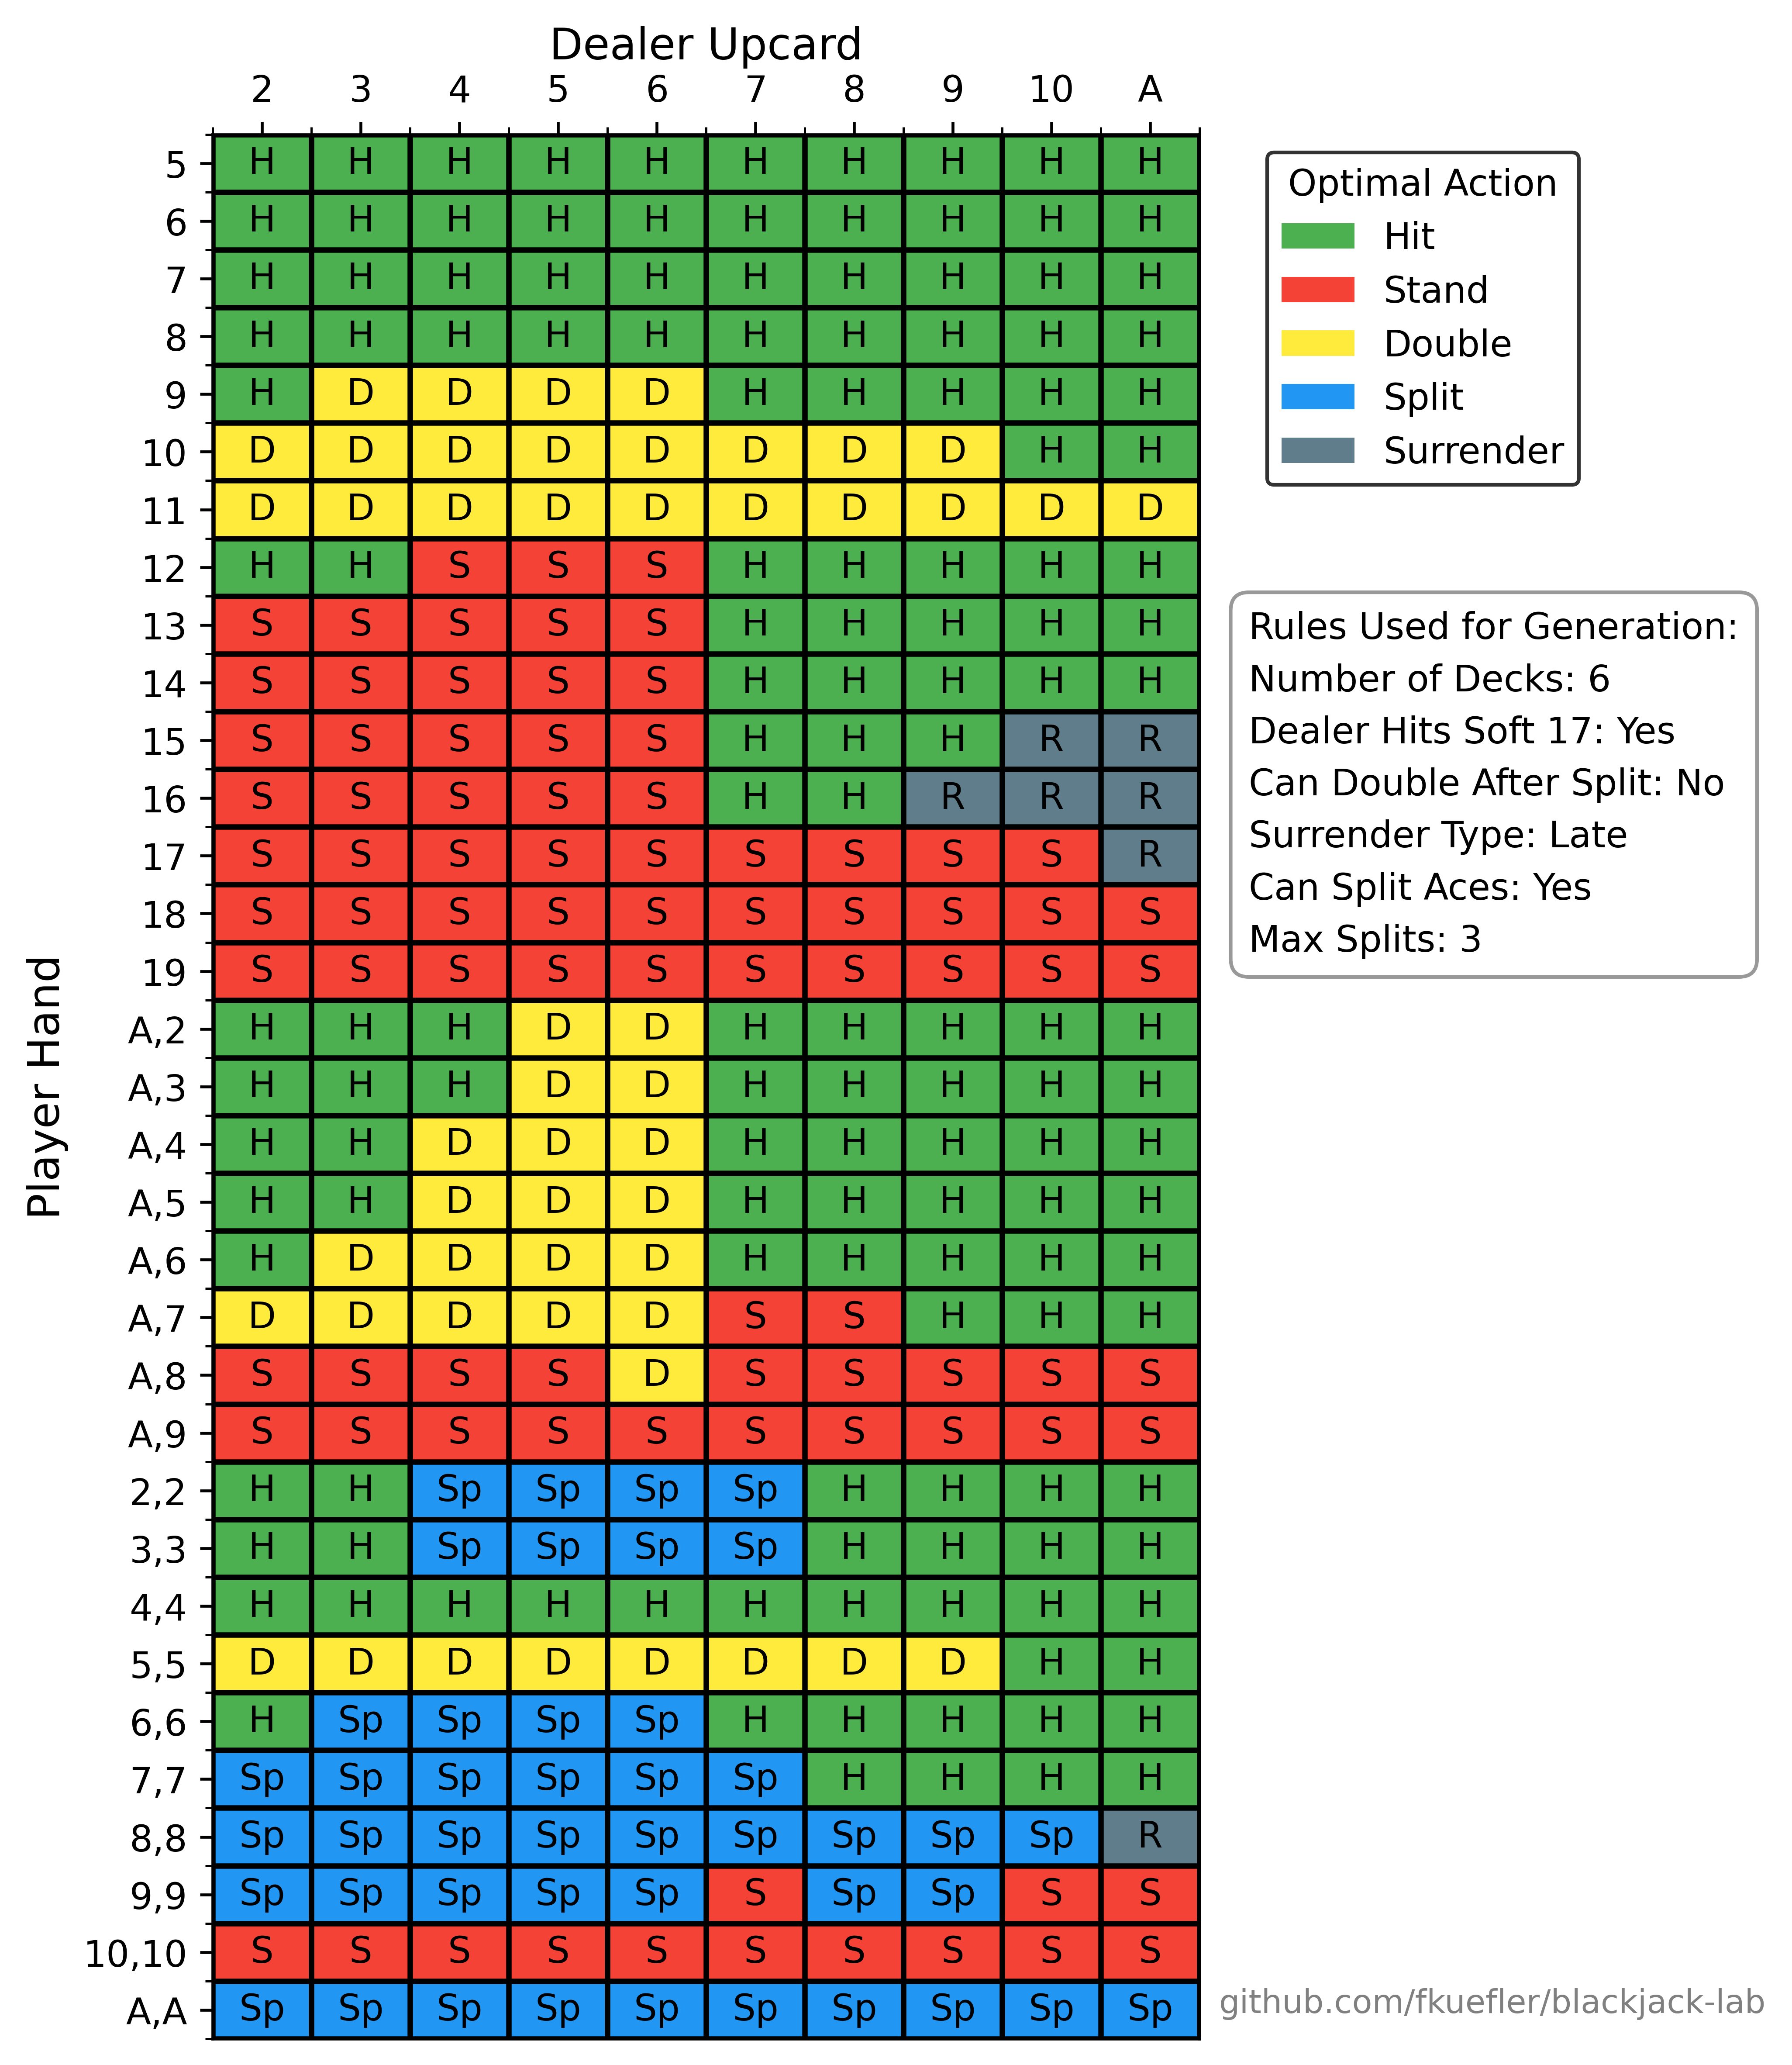 Dealer Upcard
2 3 4 5 6 7 8 9 10 A
Player Hand
5 H H H H H H H H H H
6 H H H H H H H H H H
7 H H H H H H H H H H
8 H H H H H H H H H H
9 H D D D D H H H H H
10 D D D D D D D D H H
11 D D D D D D D D D D
12 H H S S S H H H H H
13 S S S S S H H H H H
14 S S S S S H H H H H
15 S S S S S H H H R R
16 S S S S S H H R R R
17 S S S S S S S S S R
18 S S S S S S S S S S
19 S S S S S S S S S S
A,2 H H H D D H H H H H
A,3 H H H D D H H H H H
A,4 H H D D D H H H H H
A,5 H H D D D H H H H H
A,6 H D D D D H H H H H
A,7 D D D D D S S H H H
A,8 S S S S D S S S S S
A,9 S S S S S S S S S S
2,2 H H Sp Sp Sp Sp H H H H
3,3 H H Sp Sp Sp Sp H H H H
4,4 H H H H H H H H H H
5,5 D D D D D D D D H H
6,6 H Sp Sp Sp Sp H H H H H
7,7 Sp Sp Sp Sp Sp Sp H H H H
8,8 Sp Sp Sp Sp Sp Sp Sp Sp Sp R
9,9 Sp Sp Sp Sp Sp S Sp Sp S S
10,10 S S S S S S S S S S
A,A Sp Sp Sp Sp Sp Sp Sp Sp Sp Sp
Optimal Action
Hit
Stand
Double
Split
Surrender
Rules Used for Generation:
Number of Decks: 6
Dealer Hits Soft 17: Yes
Can Double After Split: No
Surrender Type: Late
Can Split Aces: Yes
Max Splits: 3
github.com/fkuefler/blackjack-lab